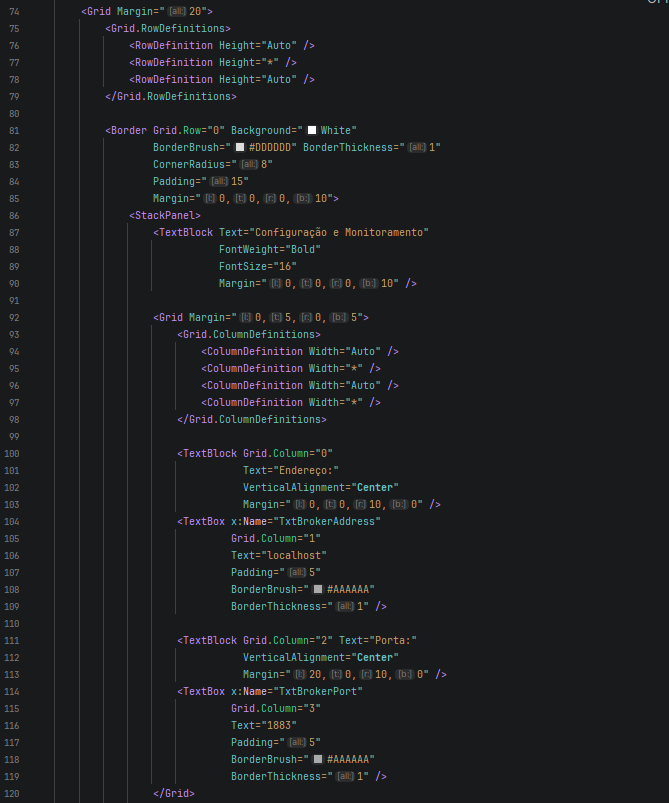 74 <Grid Margin="[all:]20">
75 <Grid.RowDefinitions>
76 <RowDefinition Height="Auto" />
77 <RowDefinition Height="*" />
78 <RowDefinition Height="Auto" />
79 </Grid.RowDefinitions>
80
81 <Border Grid.Row="0" Background="White"
82 BorderBrush="#DDDDDD" BorderThickness="[all:]1"
83 CornerRadius="[all:]8"
84 Padding="[all:]15"
85 Margin="[l:]0,[t:]0,[r:]0,[b:]10">
86 <StackPanel>
87 <TextBlock Text="Configuração e Monitoramento"
88 FontWeight="Bold"
89 FontSize="16"
90 Margin="[l:]0,[t:]0,[r:]0,[b:]10" />
91
92 <Grid Margin="[l:]0,[t:]5,[r:]0,[b:]5">
93 <Grid.ColumnDefinitions>
94 <ColumnDefinition Width="Auto" />
95 <ColumnDefinition Width="*" />
96 <ColumnDefinition Width="Auto" />
97 <ColumnDefinition Width="*" />
98 </Grid.ColumnDefinitions>
99
100 <TextBlock Grid.Column="0"
101 Text="Endereço:"
102 VerticalAlignment="Center"
103 Margin="[l:]0,[t:]0,[r:]10,[b:]0" />
104 <TextBox x:Name="TxtBrokerAddress"
105 Grid.Column="1"
106 Text="localhost"
107 Padding="[all:]5"
108 BorderBrush="#AAAAAA"
109 BorderThickness="[all:]1" />
110
111 <TextBlock Grid.Column="2" Text="Porta:"
112 VerticalAlignment="Center"
113 Margin="[l:]20,[t:]0,[r:]10,[b:]0" />
114 <TextBox x:Name="TxtBrokerPort"
115 Grid.Column="3"
116 Text="1883"
117 Padding="[all:]5"
118 BorderBrush="#AAAAAA"
119 BorderThickness="[all:]1" />
120 </Grid>